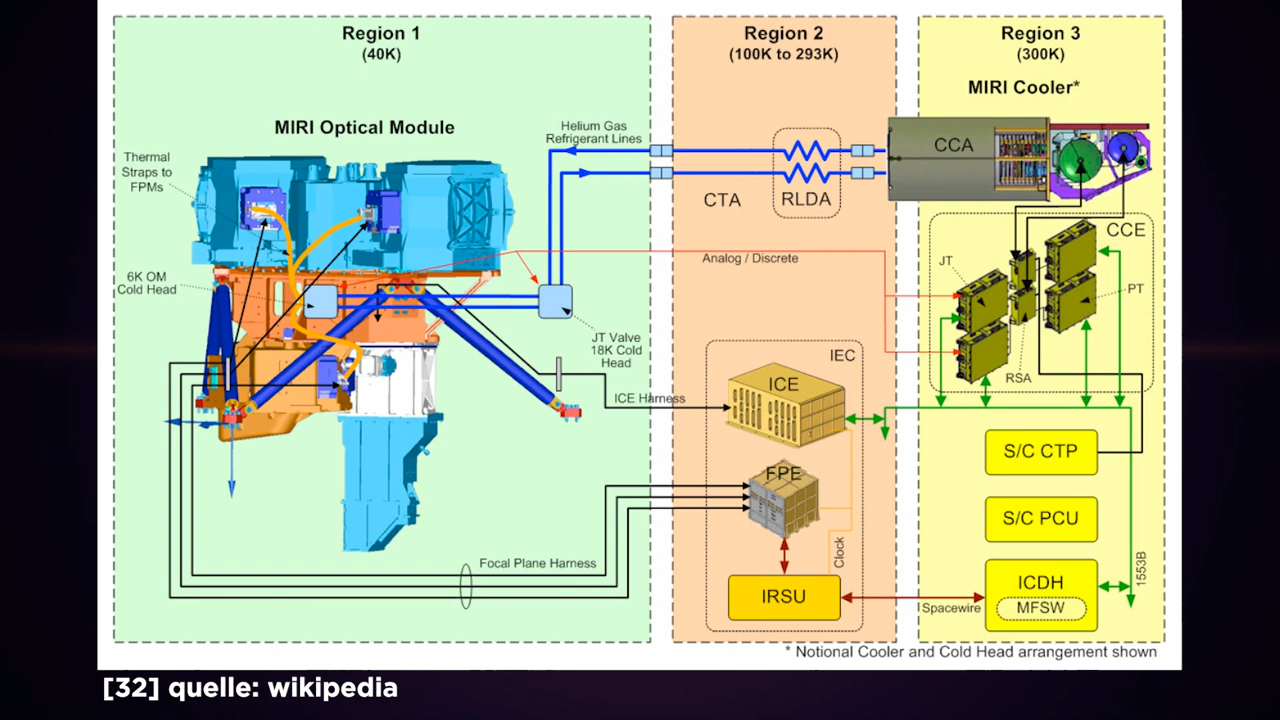 Region 1
(40K)
Region 2
(100K to 293K)
Region 3
(300K)
MIRI Cooler*
MIRI Optical Module
Helium Gas
Refrigerant Lines
Thermal
Straps to
FPMs
CCA
CTA
RLDA
CCE
Analog / Discrete
JT
PT
6K OM
Cold Head
JT Valve
18K Cold
Head
RSA
IEC
ICE
ICE Harness
S/C CTP
FPE
S/C PCU
Clock
1553B
Focal Plane Harness
IRSU
Spacewire
ICDH
MFSW
* Notional Cooler and Cold Head arrangement shown
[32] quelle: wikipedia